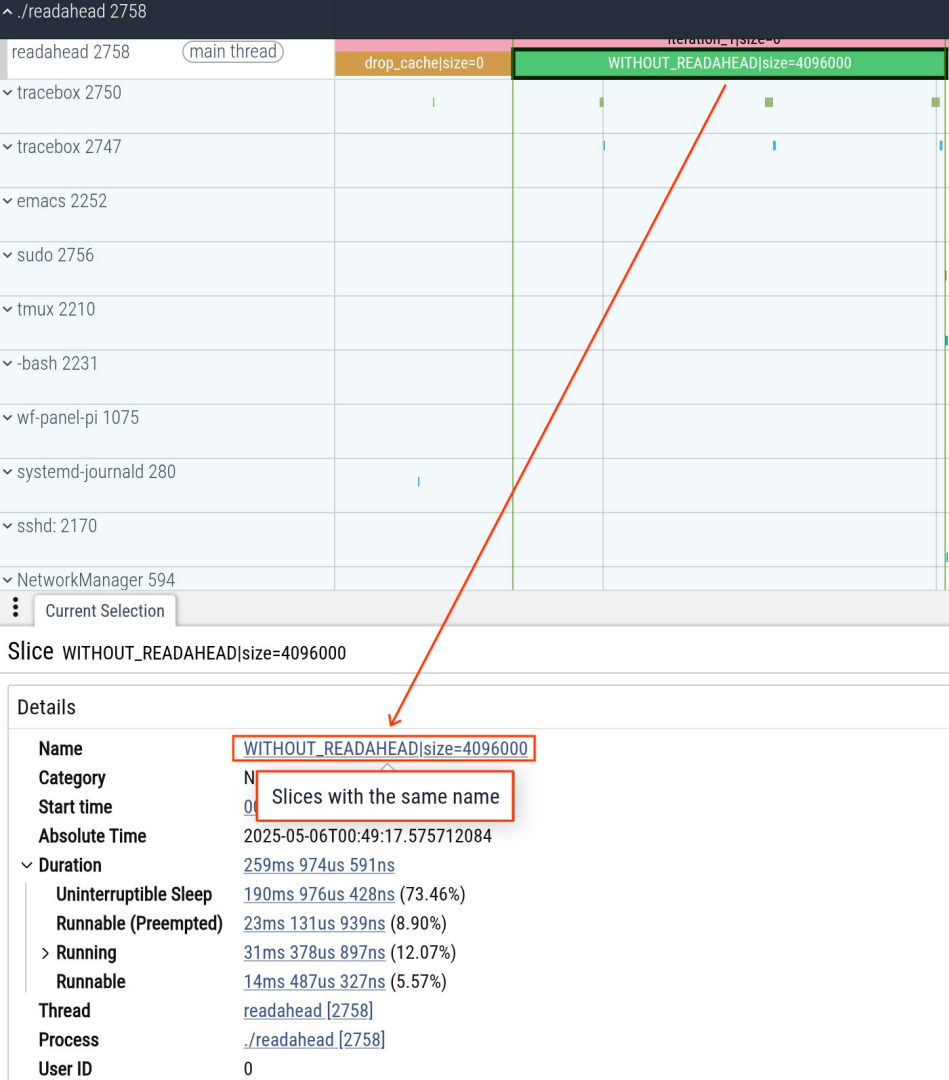 ./readahead 2758
readahead 2758 main thread
iteration_1|size=0
drop_cache|size=0 WITHOUT_READAHEAD|size=4096000
tracebox 2750
tracebox 2747
emacs 2252
sudo 2756
tmux 2210
-bash 2231
wf-panel-pi 1075
systemd-journald 280
sshd: 2170
NetworkManager 594
Current Selection
Slice WITHOUT_READAHEAD|size=4096000
Details
Name WITHOUT_READAHEAD|size=4096000
Category
Slices with the same name
Start time
Absolute Time 2025-05-06T00:49:17.575712084
Duration 259ms 974us 591ns
Uninterruptible Sleep 190ms 976us 428ns (73.46%)
Runnable (Preempted) 23ms 131us 939ns (8.90%)
Running 31ms 378us 897ns (12.07%)
Runnable 14ms 487us 327ns (5.57%)
Thread readahead [2758]
Process ./readahead [2758]
User ID 0